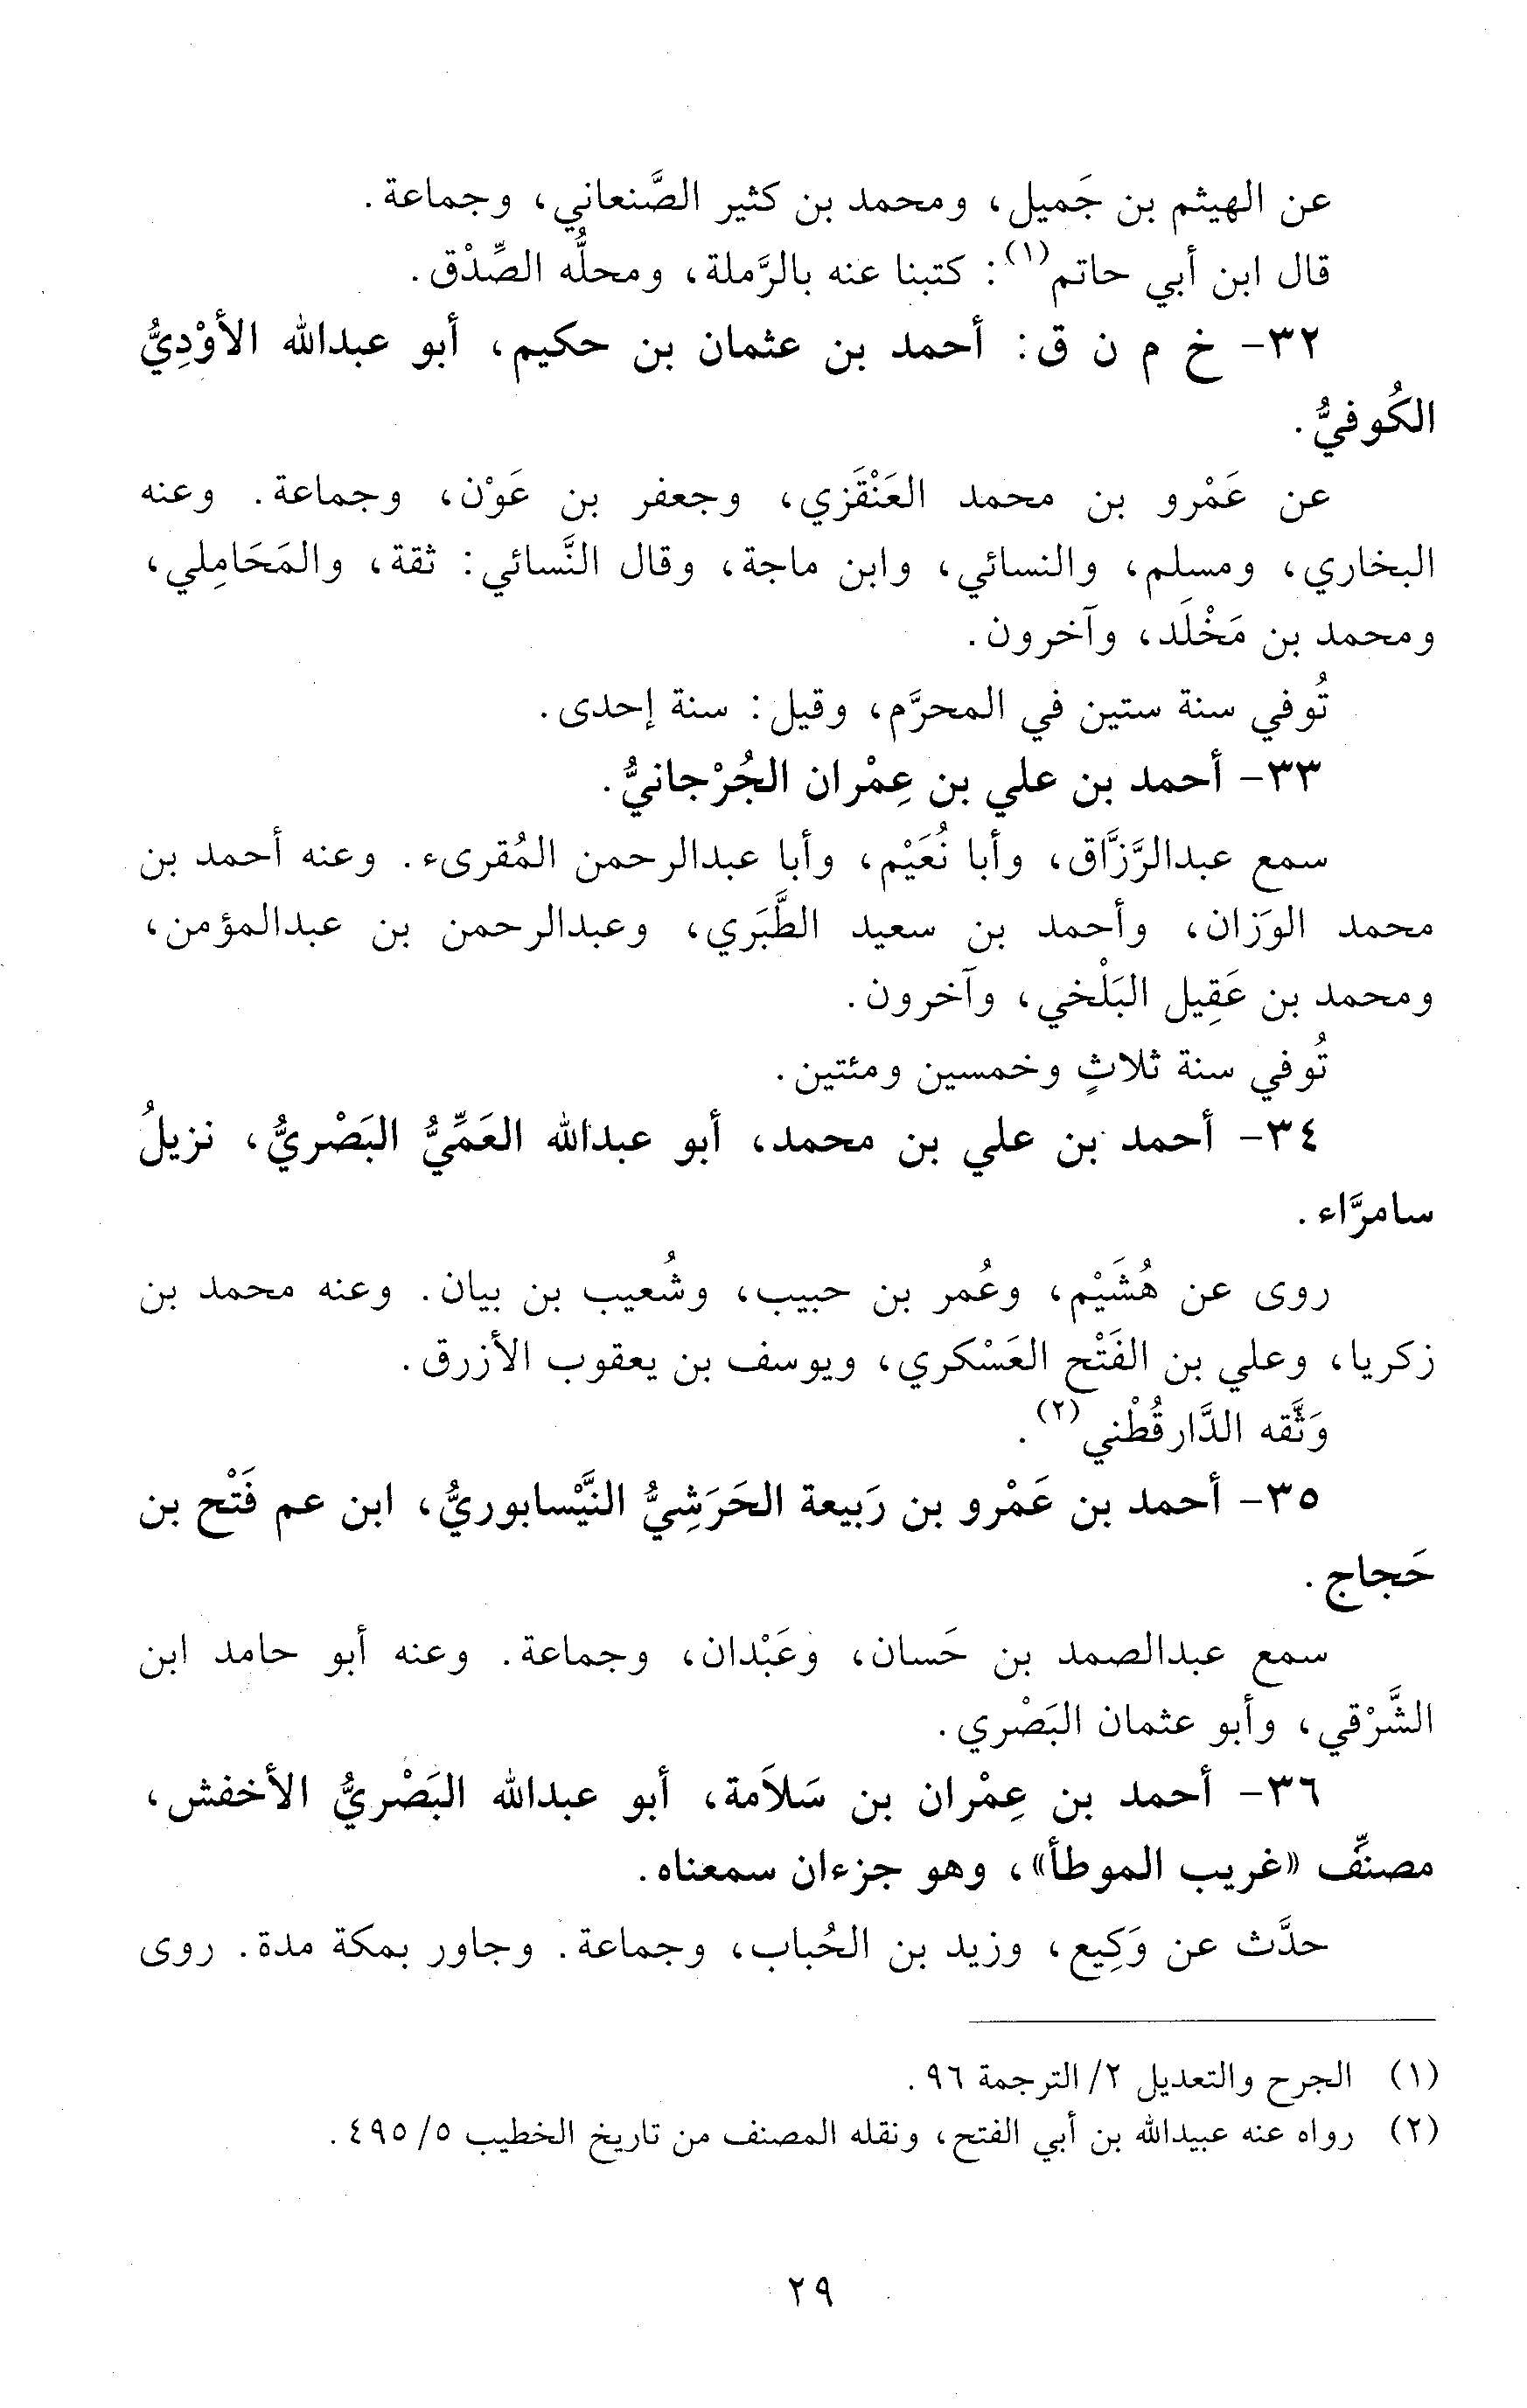 عن الهيثم بن جَميل، ومحمد بن كثير الصَّنعاني، وجماعة.
قال ابن أبي حاتم(١): كتبنا عنه بالرَّملة، ومحلُّه الصِّدْق.
٣٢- خ م ن ق: أحمد بن عثمان بن حكيم، أبو عبدالله الأوْدِيُّ
الكُوفيُّ.
عن عَمْرو بن محمد العَنْقَزي، وجعفر بن عَوْن، وجماعة. وعنه
البخاري، ومسلم، والنسائي، وابن ماجة، وقال النَّسائي: ثقة، والمَحَامِلي،
ومحمد بن مَخْلَد، وآخرون.
تُوفي سنة ستين في المحرَّم، وقيل: سنة إحدى.
٣٣- أحمد بن علي بن عِمْران الجُرْجانيُّ.
سمع عبدالرَّزَّاق، وأبا نُعَيْم، وأبا عبدالرحمن المُقرىء. وعنه أحمد بن
محمد الوَزان، وأحمد بن سعيد الطَّبَري، وعبدالرحمن بن عبدالمؤمن،
ومحمد بن عَقِيل البَلْخي، وآخرون.
تُوفي سنة ثلاثٍ وخمسين ومئتين.
٣٤- أحمد بن علي بن محمد، أبو عبدالله العَمِّيُّ البَصْريُّ، نزيلُ
سامرَّاء.
روى عن هُشَيْم، وعُمر بن حبيب، وشُعيب بن بيان. وعنه محمد بن
زكريا، وعلي بن الفَتْح العَسْكري، ويوسف بن يعقوب الأزرق.
وَثَّقه الدَّارقُطْني(٢).
٣٥- أحمد بن عَمْرو بن رَبيعة الحَرَشِيُّ النَّيْسابوريُّ، ابن عم فَتْح بن
حَجاج.
سمع عبدالصمد بن حَسان، وعَبْدان، وجماعة. وعنه أبو حامد ابن
الشَّرْقي، وأبو عثمان البَصْري.
٣٦- أحمد بن عِمْران بن سَلاَمة، أبو عبدالله البَصْريُّ الأخفش،
مصنِّف «غريب الموطأ»، وهو جزءان سمعناه.
حدَّث عن وَكِيع، وزيد بن الحُباب، وجماعة. وجاور بمكة مدة. روى
(١) الجرح والتعديل ٢/ الترجمة ٩٦.
(٢) رواه عنه عبيدالله بن أبي الفتح، ونقله المصنف من تاريخ الخطيب ٥/ ٤٩٥.
٢٩